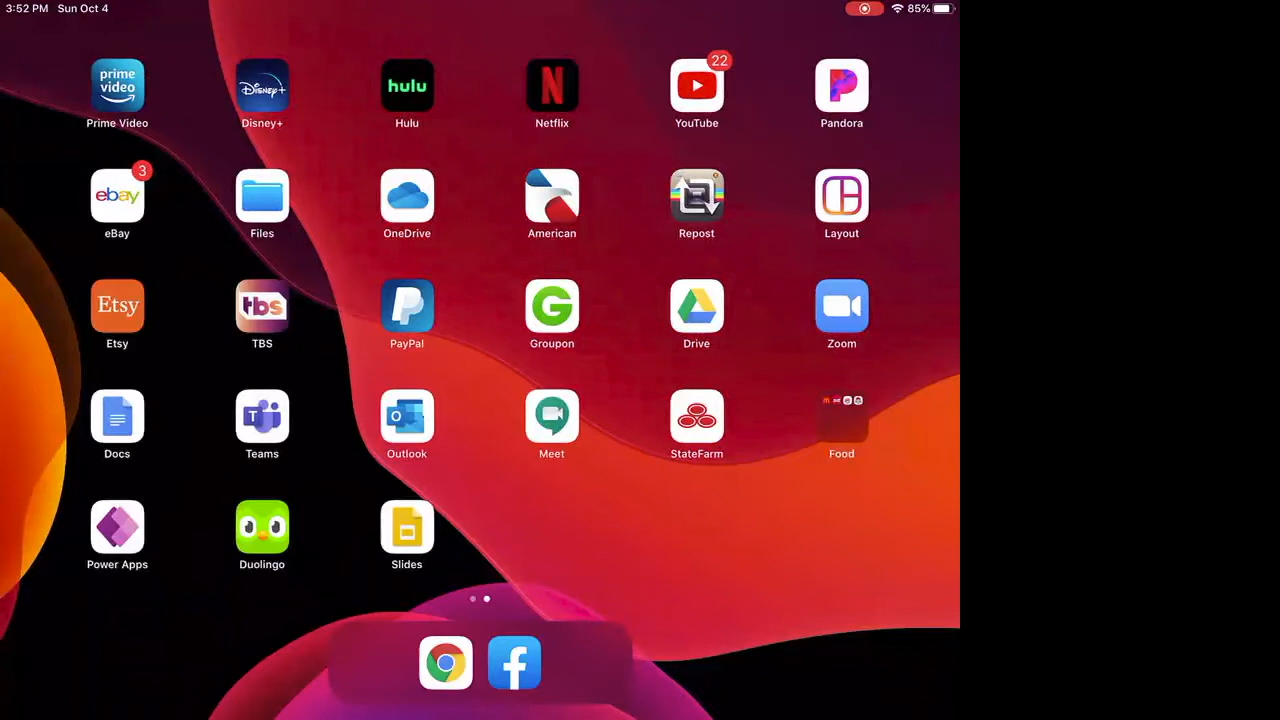 3:52 PM Sun Oct 4
85%
prime video
Disney+
hulu
N
22
P
Prime Video
Disney+
Hulu
Netflix
YouTube
Pandora
3
ebay
eBay
Files
OneDrive
American
Repost
Layout
Etsy
tbs
P
G
Etsy
TBS
PayPal
Groupon
Drive
Zoom
T
O
Docs
Teams
Outlook
Meet
StateFarm
Food
Power Apps
Duolingo
Slides
f